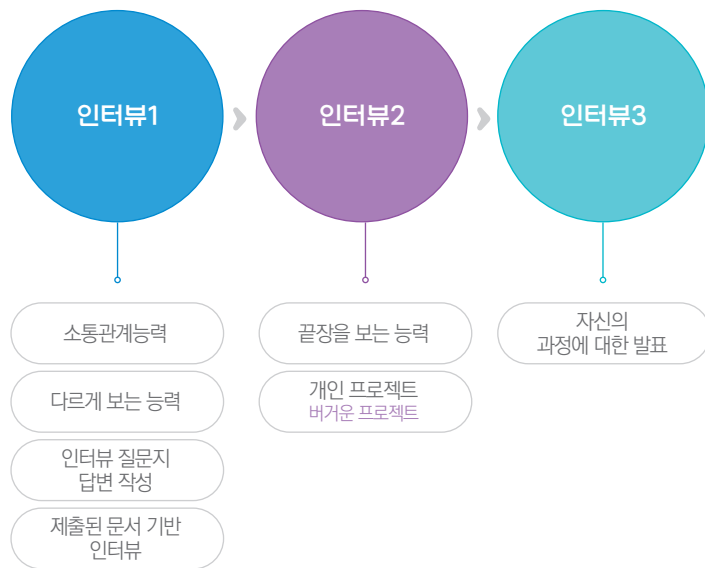 인터뷰1
인터뷰2
인터뷰3
소통관계능력
다르게 보는 능력
인터뷰 질문지
답변 작성
제출된 문서 기반
인터뷰
끝장을 보는 능력
개인 프로젝트
버거운 프로젝트
자신의
과정에 대한 발표